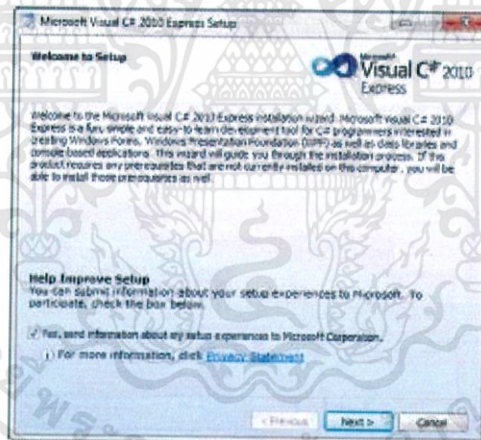 Microsoft Visual C# 2010 Express Setup
Welcome to Setup
Microsoft
Visual C# 2010
Express
Welcome to the Microsoft Visual C# 2010 Express installation wizard. Microsoft Visual C# 2010
Express is a fun, simple and easy-to-learn development tool for C# programmers interested in
creating Windows Forms, Windows Presentation Foundation (WPF) as well as class libraries and
console-based applications. This wizard will guide you through the installation process. If this
product requires any prerequisites that are not currently installed on this computer, you will be
able to install those prerequisites as well.
Help Improve Setup
You can submit information about your setup experiences to Microsoft. To
participate, check the box below.
Yes, send information about my setup experiences to Microsoft Corporation.
For more information, click Privacy Statement
< Previous Next > Cancel